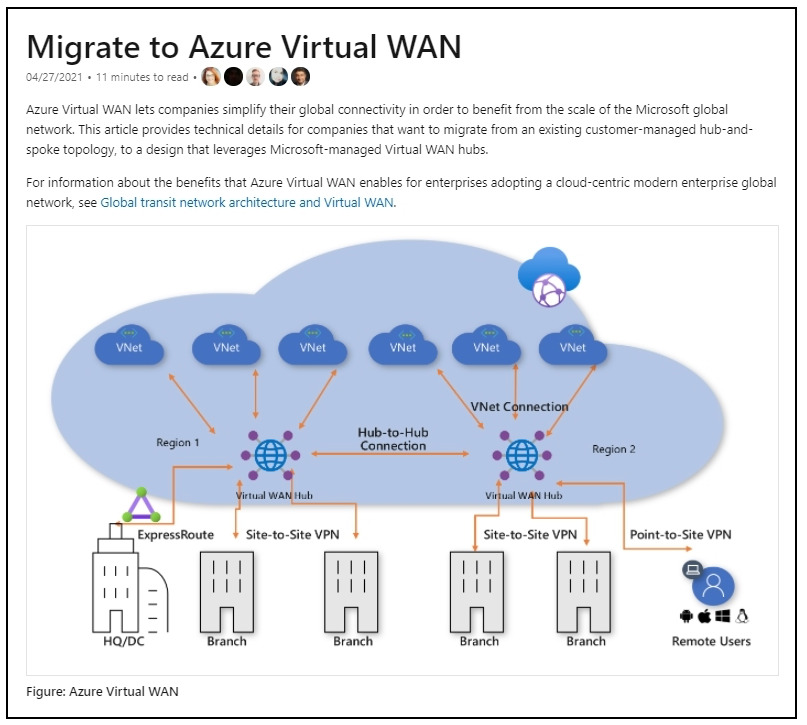 Migrate to Azure Virtual WAN
04/27/2021 • 11 minutes to read •
Azure Virtual WAN lets companies simplify their global connectivity in order to benefit from the scale of the Microsoft global
network. This article provides technical details for companies that want to migrate from an existing customer-managed hub-and-
spoke topology, to a design that leverages Microsoft-managed Virtual WAN hubs.
For information about the benefits that Azure Virtual WAN enables for enterprises adopting a cloud-centric modern enterprise global
network, see Global transit network architecture and Virtual WAN.
VNet VNet VNet VNet VNet VNet
VNet Connection
Region 1
Hub-to-Hub
Connection
Region 2
Virtual WAN Hub
Virtual WAN Hub
ExpressRoute
Site-to-Site VPN
Site-to-Site VPN
Point-to-Site VPN
HQ/DC
Branch
Branch
Branch
Branch
Remote Users
Figure: Azure Virtual WAN